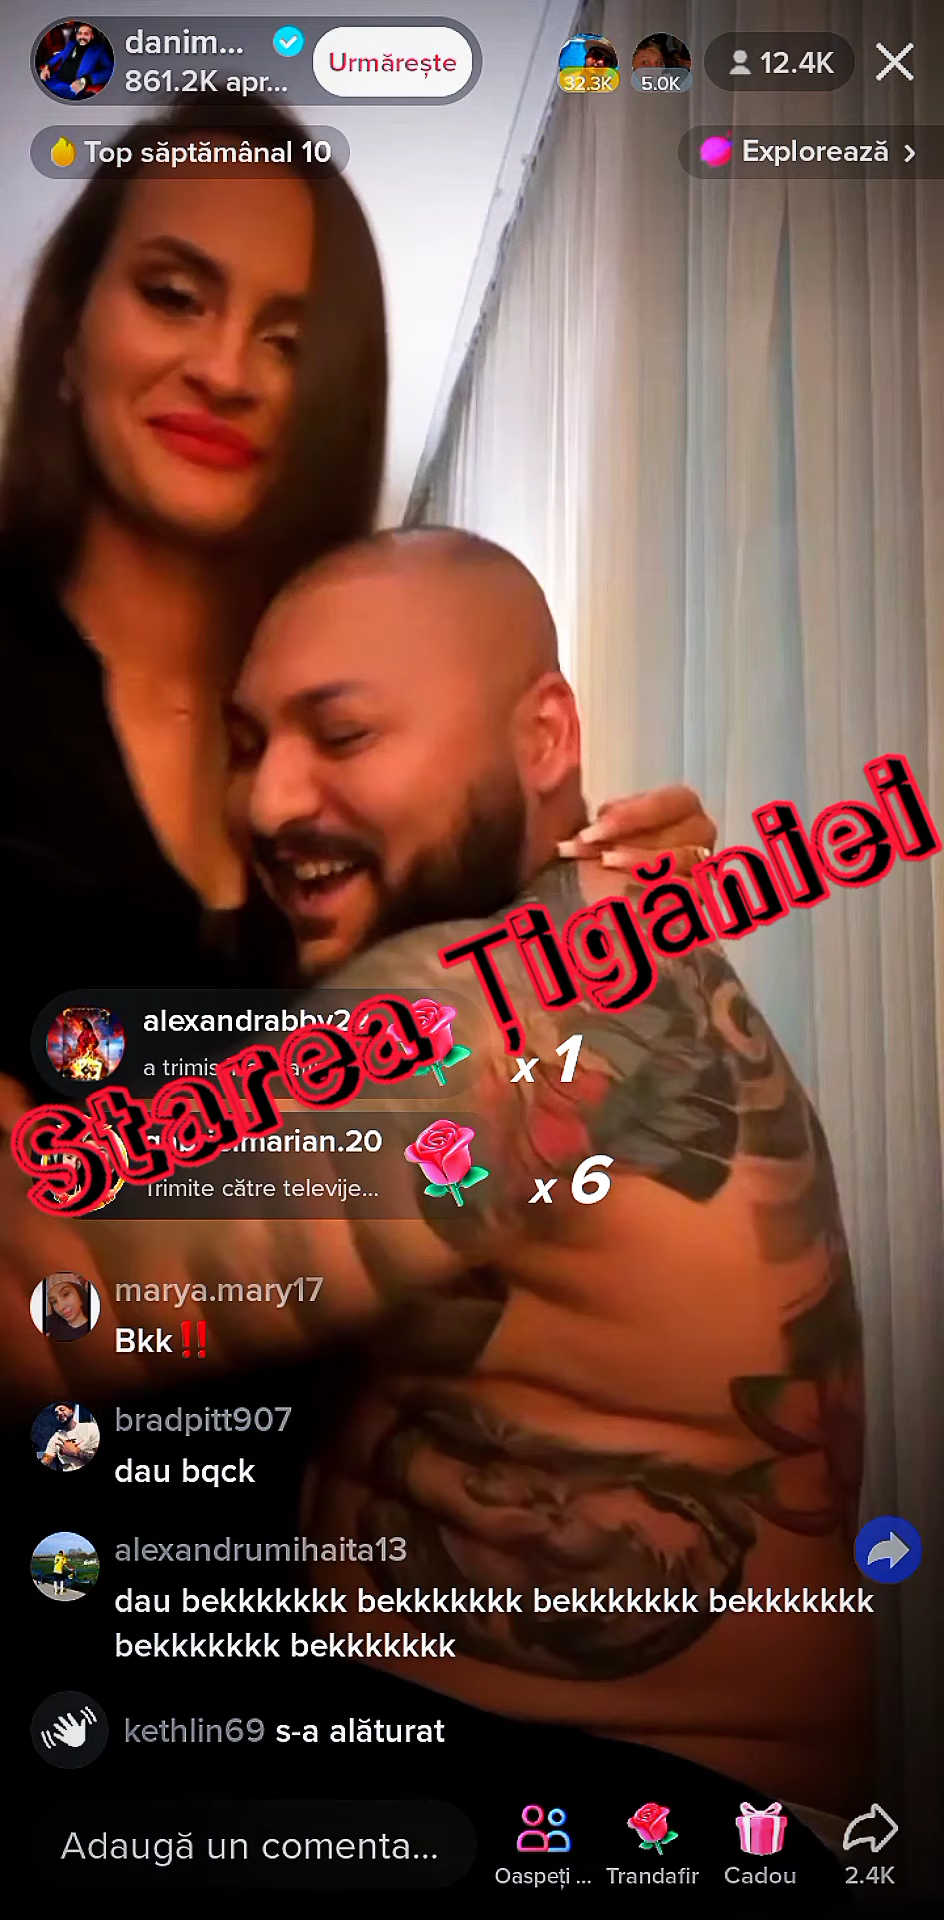 danim...
861.2K apr...
Urmărește
32.3K
5.0K
12.4K
Top săptămânal 10
Explorează
Starea Țigăniei
alexandrabby2
a trimis
x 1
marian.20
Trimite către televije...
x 6
marya.mary17
Bkk‼️
bradpitt907
dau bqck
alexandrumihaita13
dau bekkkkkkk bekkkkkkk bekkkkkkk bekkkkkkk
bekkkkkkk bekkkkkkk
kethlin69 s-a alăturat
Adaugă un comenta...
Oaspeți ...
Trandafir
Cadou
2.4K